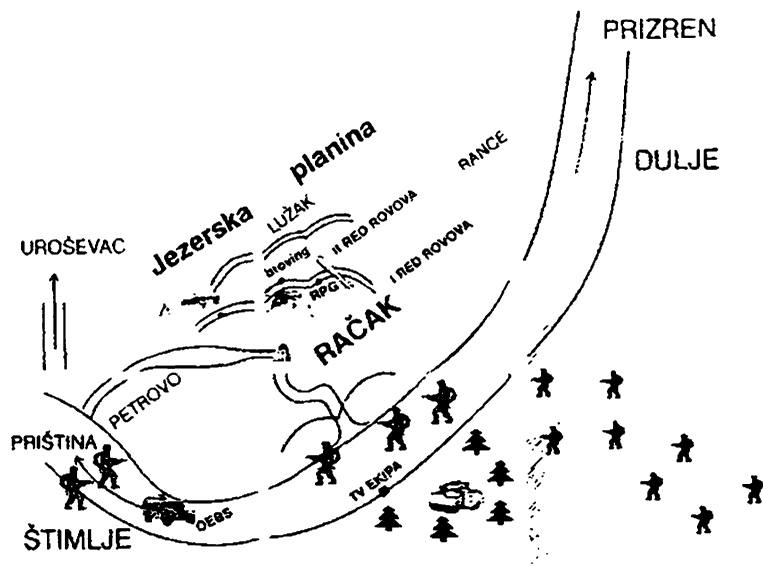 PRIZREN
DULJE
RANCE
Jezerska planina
LUŽAK
UROŠEVAC
II RED ROVOVA
broving
I RED ROVOVA
RPG
RAČAK
PETROVO
PRIŠTINA
TV EKIPA
OEBS
ŠTIMLJE